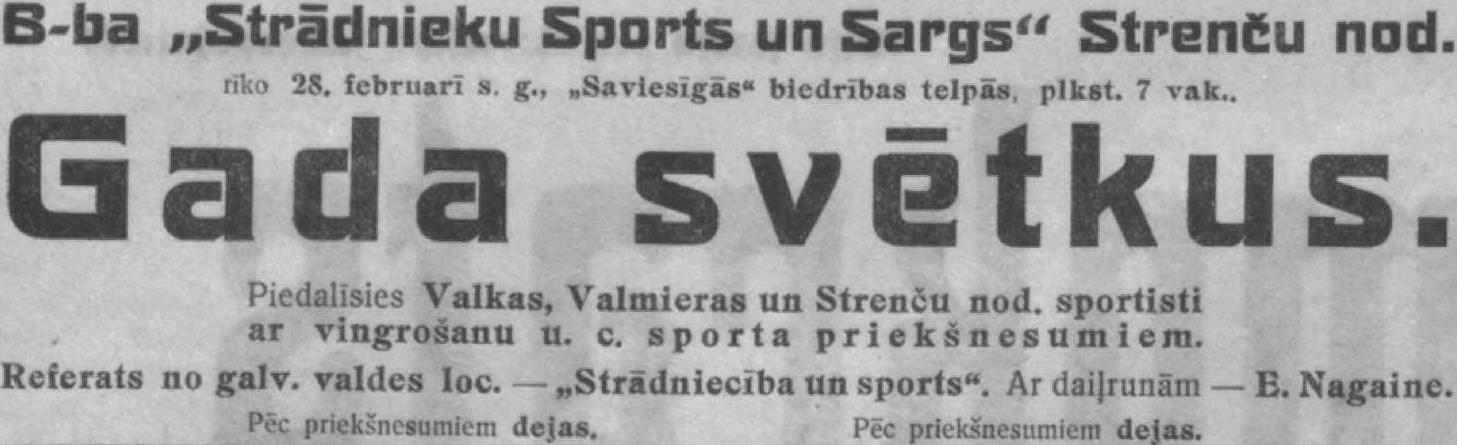 B-ba „Strādnieku Sports un Sargs“ Strenču nod.
rīko 28. februarī s. g., „Saviesīgās“ biedrības telpās, plkst. 7 vak..
Gada svētkus.
Piedalīsies Valkas, Valmieras un Strenču nod. sportisti
ar vingrošanu u. c. sporta priekšnesumiem.
Referats no galv. valdes loc. — „Strādniecība un sports“. Ar daiļrunām — E. Nagaine.
Pēc priekšnesumiem dejas. Pēc priekšnesumiem dejas.